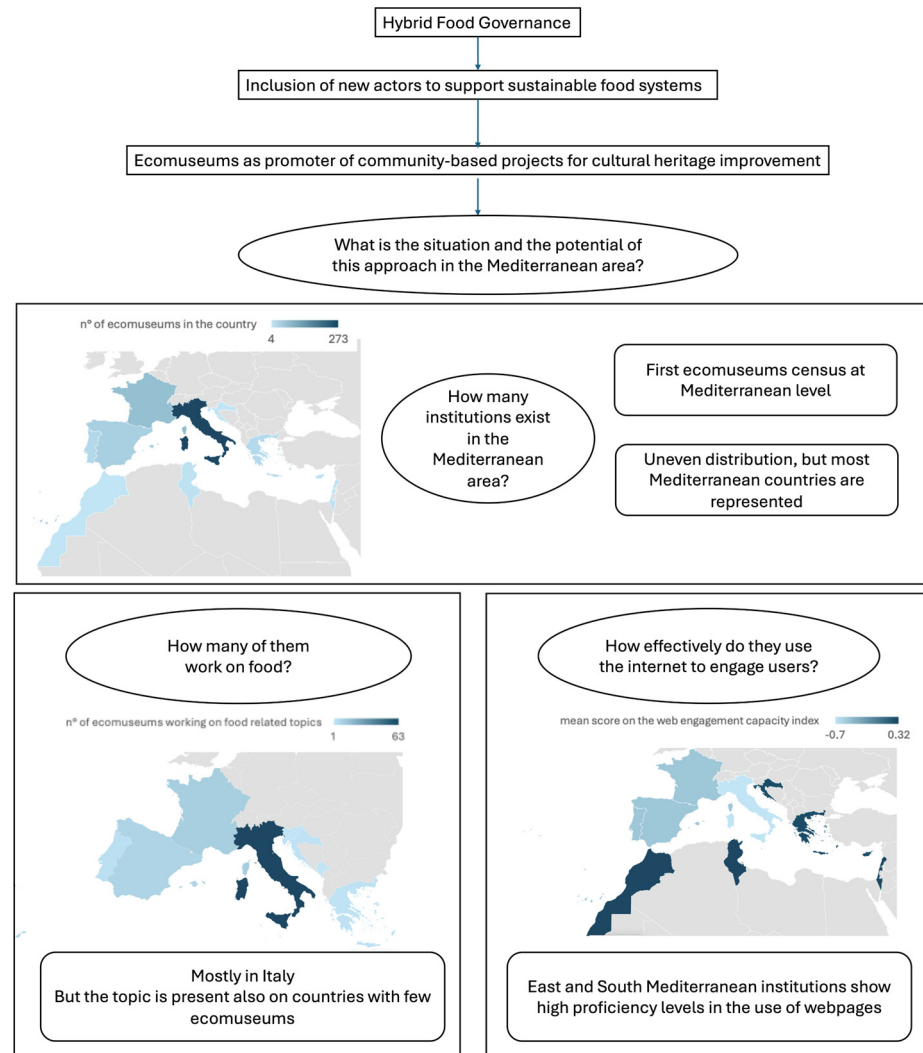 Hybrid Food Governance
Inclusion of new actors to support sustainable food systems
Ecomuseums as promoter of community-based projects for cultural heritage improvement
What is the situation and the potential of
this approach in the Mediterranean area?
n° of ecomuseums in the country
4 273
How many
institutions exist
in the
Mediterranean
area?
First ecomuseums census at
Mediterranean level
Uneven distribution, but most
Mediterranean countries are
represented
How many of them
work on food?
n° of ecomuseums working on food related topics
1 63
Mostly in Italy
But the topic is present also on countries with few
ecomuseums
How effectively do they use
the internet to engage users?
mean score on the web engagement capacity index
-0.7 0.32
East and South Mediterranean institutions show
high proficiency levels in the use of webpages